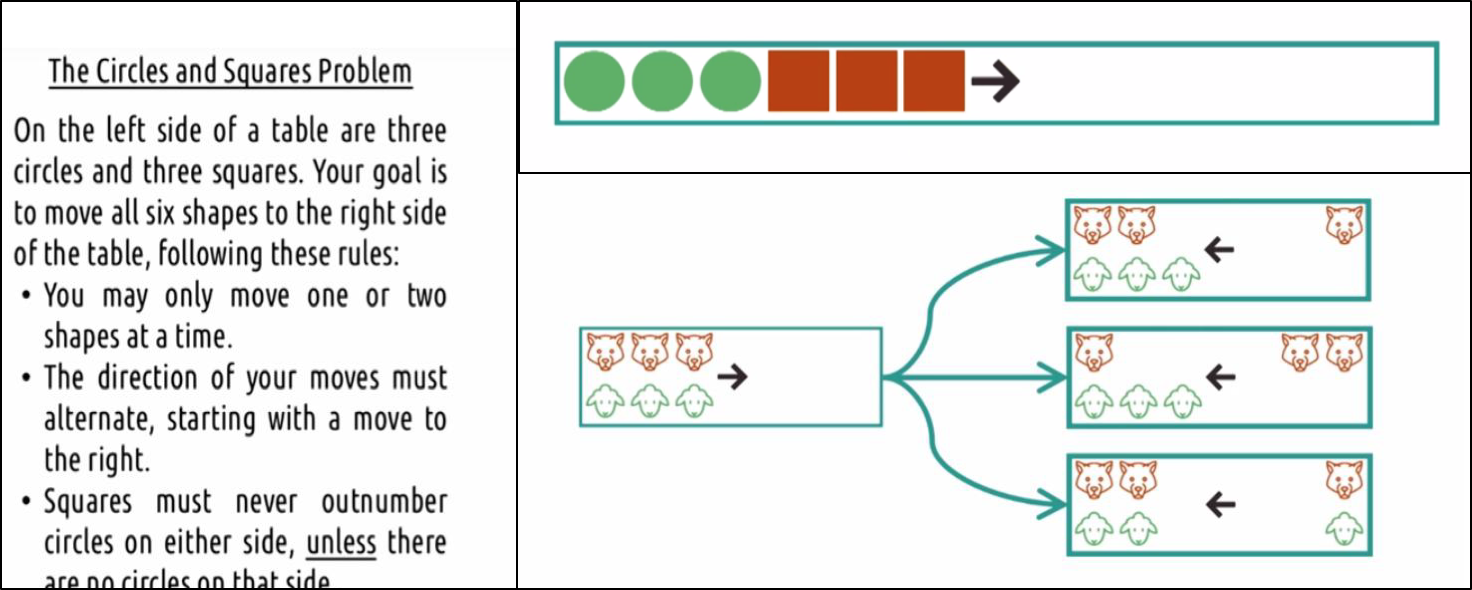 The Circles and Squares Problem
On the left side of a table are three
circles and three squares. Your goal is
to move all six shapes to the right side
of the table, following these rules:
• You may only move one or two
shapes at a time.
• The direction of your moves must
alternate, starting with a move to
the right.
• Squares must never outnumber
circles on either side, unless there
are no circles on that side